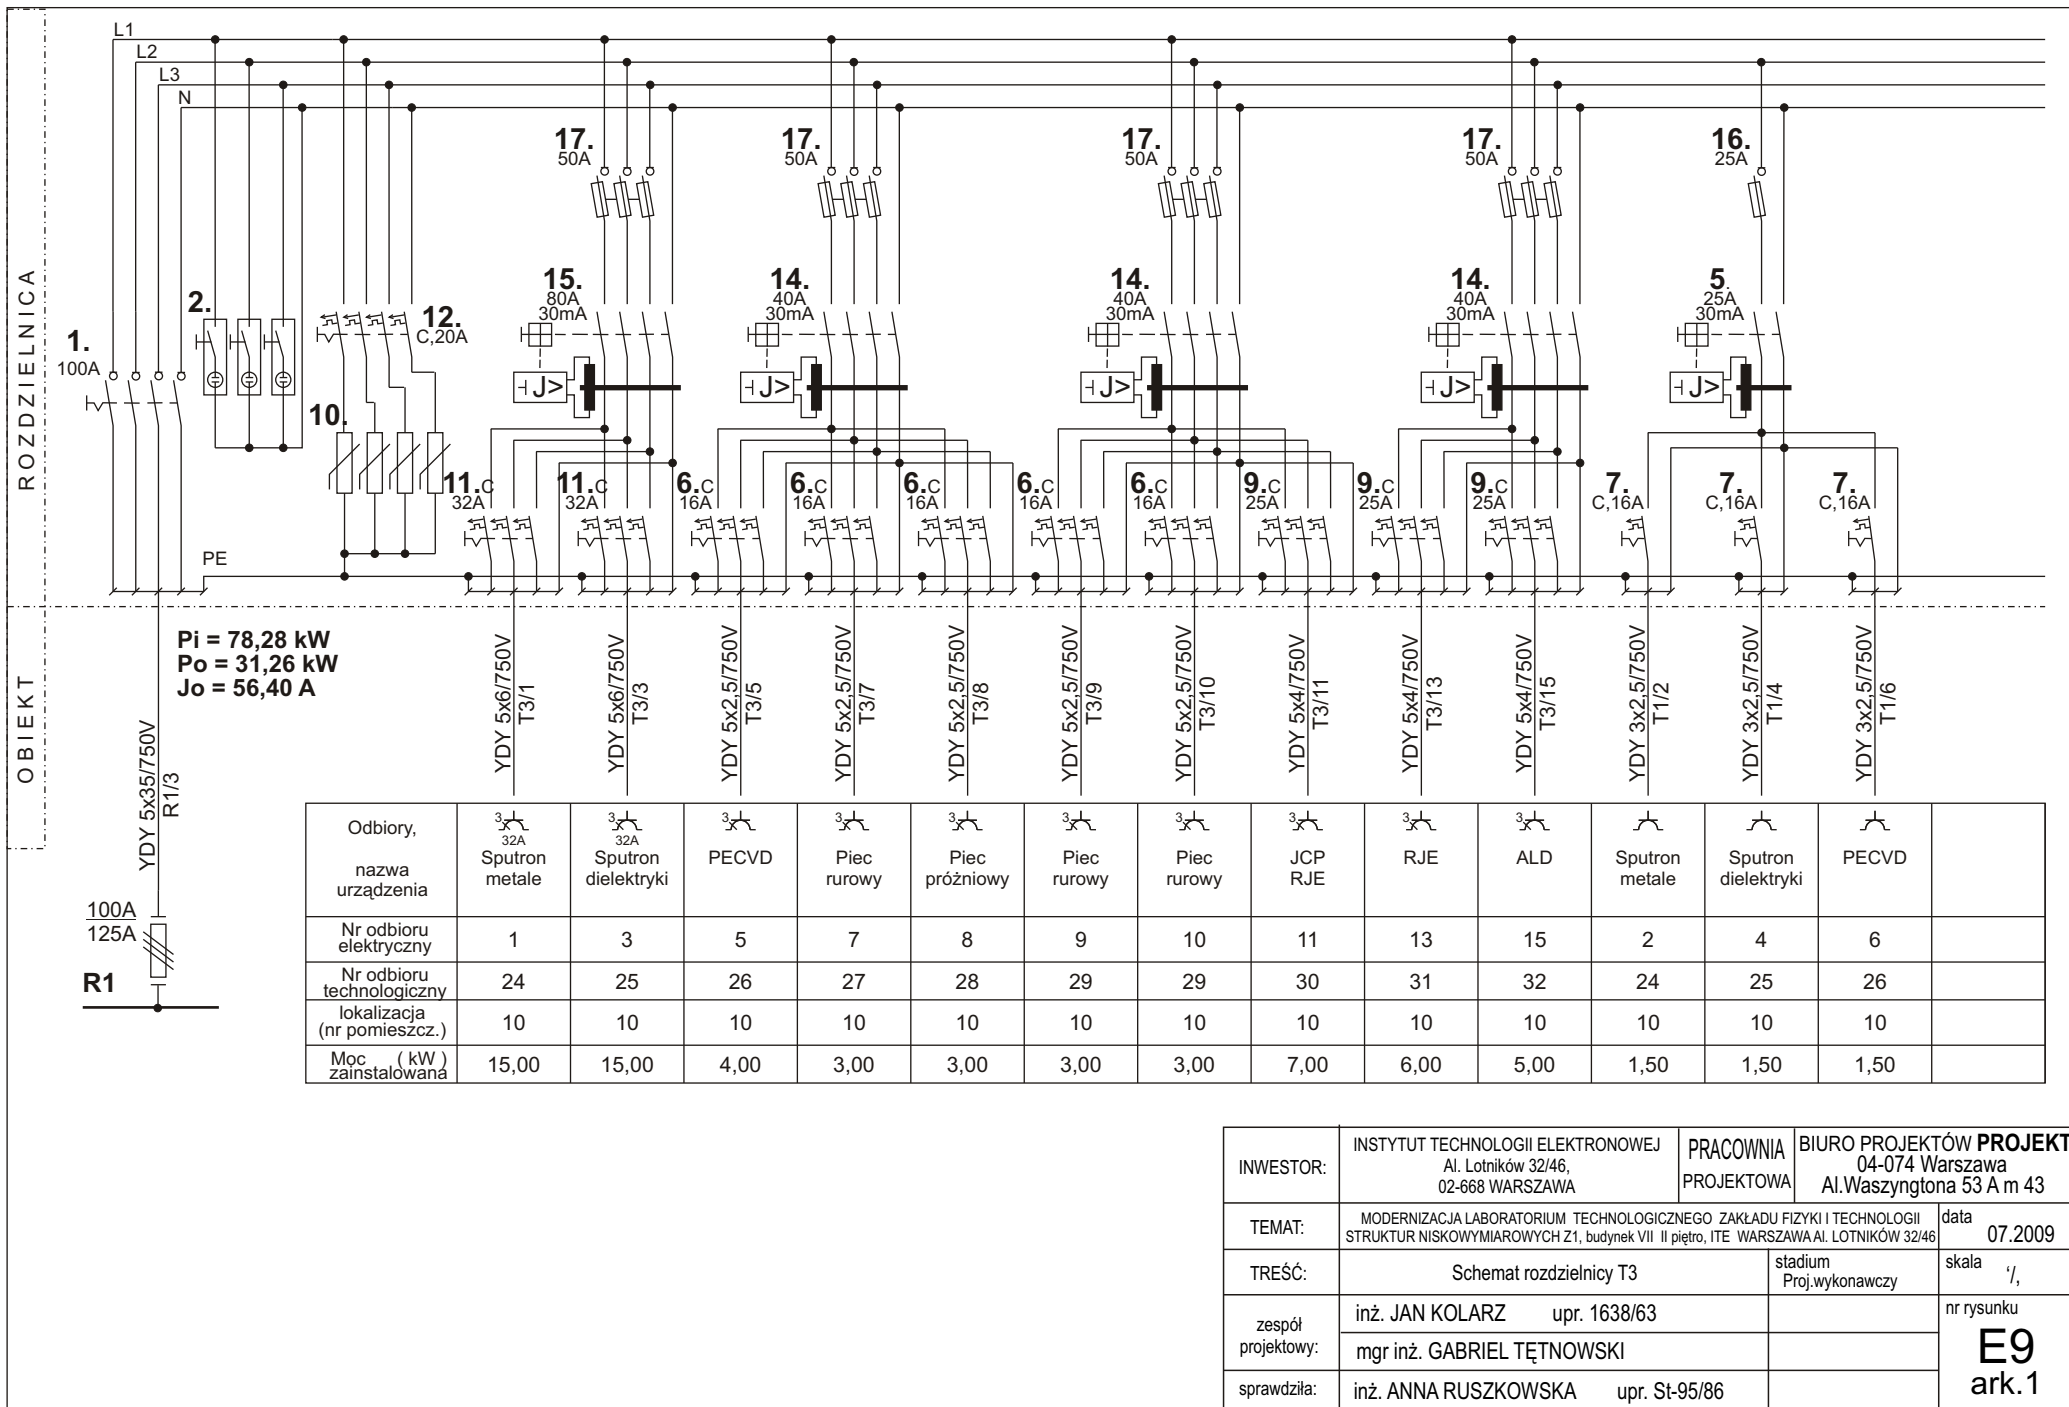 L1
L2
L3
N
17.
50A
17.
50A
17.
50A
17.
50A
16.
25A
ROZDZIELNICA
1.
100A
2.
12.
C,20A
10.
15.
80A
30mA
J>
14.
40A
30mA
J>
14.
40A
30mA
J>
14.
40A
30mA
J>
5.
25A
30mA
J>
11.C
32A
11.C
32A
6.C
16A
6.C
16A
6.C
16A
6.C
16A
6.C
16A
9.C
25A
9.C
25A
9.C
25A
7.
C,16A
7.
C,16A
7.
C,16A
PE
OBIEKT
Pi = 78,28 kW
Po = 31,26 kW
Jo = 56,40 A
YDY 5x35/750V
R1/3
YDY 5x6/750V
T3/1
YDY 5x6/750V
T3/3
YDY 5x2,5/750V
T3/5
YDY 5x2,5/750V
T3/7
YDY 5x2,5/750V
T3/8
YDY 5x2,5/750V
T3/9
YDY 5x2,5/750V
T3/10
YDY 5x4/750V
T3/11
YDY 5x4/750V
T3/13
YDY 5x4/750V
T3/15
YDY 3x2,5/750V
T1/2
YDY 3x2,5/750V
T1/4
YDY 3x2,5/750V
T1/6
100A
125A
R1
Odbiory,
nazwa
urządzenia
3
32A
Sputron
metale
3
32A
Sputron
dielektryki
3
PECVD
3
Piec
rurowy
3
Piec
próżniowy
3
Piec
rurowy
3
Piec
rurowy
3
JCP
RJE
3
RJE
3
ALD
Sputron
metale
Sputron
dielektryki
PECVD
Nr odbioru
elektryczny
1 3 5 7 8 9 10 11 13 15 2 4 6
Nr odbioru
technologiczny
24 25 26 27 28 29 29 30 31 32 24 25 26
lokalizacja
(nr pomieszcz.)
10 10 10 10 10 10 10 10 10 10 10 10 10
Moc ( kW )
zainstalowana
15,00 15,00 4,00 3,00 3,00 3,00 3,00 7,00 6,00 5,00 1,50 1,50 1,50
INWESTOR:
INSTYTUT TECHNOLOGII ELEKTRONOWEJ
Al. Lotników 32/46,
02-668 WARSZAWA
PRACOWNIA
PROJEKTOWA
BIURO PROJEKTÓW PROJEKT
04-074 Warszawa
Al.Waszyngtona 53 A m 43
TEMAT:
MODERNIZACJA LABORATORIUM TECHNOLOGICZNEGO ZAKŁADU FIZYKI I TECHNOLOGII
STRUKTUR NISKOWYMIAROWYCH Z1, budynek VII II piętro, ITE WARSZAWA Al. LOTNIKÓW 32/46
data
07.2009
TREŚĆ:
Schemat rozdzielnicy T3
stadium
Proj.wykonawczy
skala
‘/,
zespół
projektowy:
inż. JAN KOLARZ upr. 1638/63
mgr inż. GABRIEL TĘTNOWSKI
nr rysunku
E9
ark.1
sprawdziła:
inż. ANNA RUSZKOWSKA upr. St-95/86